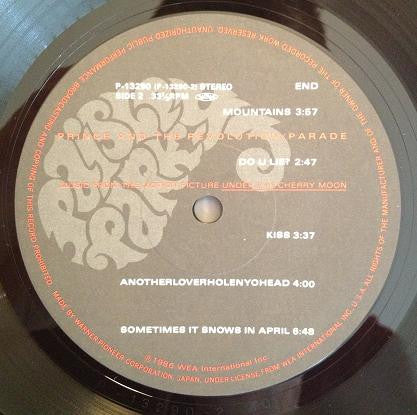 P-13290 (P-13290-2) STEREO END
SIDE 2 33⅓RPM
MOUNTAINS 3:57
PRINCE AND THE REVOLUTION/PARADE
DO U LIE? 2:47
MUSIC FROM THE MOTION PICTURE UNDER THE CHERRY MOON
KISS 3:37
ANOTHERLOVERHOLENYOHEAD 4:00
SOMETIMES IT SNOWS IN APRIL 6:48
℗1986 WEA International Inc.
PAISLEY
PARK
MADE BY WARNER-PIONEER CORPORATION, JAPAN, UNDER LICENSE FROM WEA INTERNATIONAL INC. U.S.A. ALL RIGHTS OF THE MANUFACTURER AND OF THE OWNER OF THE RECORDED WORK RESERVED. UNAUTHORIZED PUBLIC PERFORMANCE BROADCASTING AND COPYING OF THIS RECORD PROHIBITED.